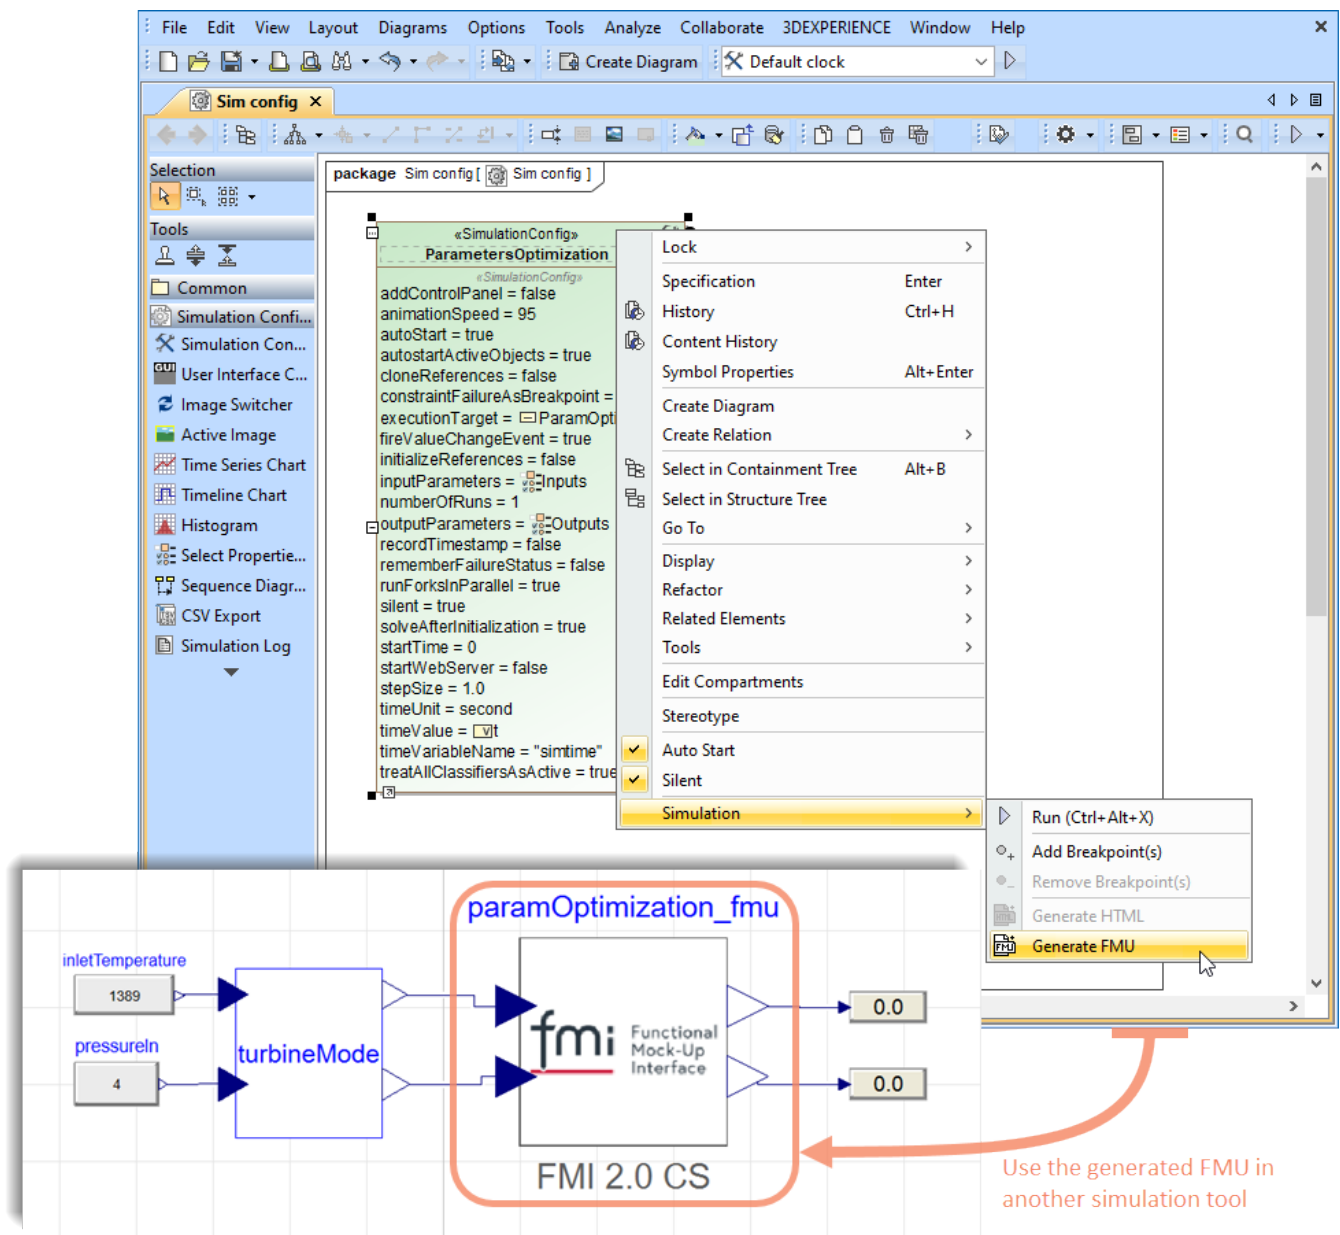 File Edit View Layout Diagrams Options Tools Analyze Collaborate 3DEXPERIENCE Window Help
Create Diagram Default clock
Sim config
Selection
Tools
Common
Simulation Confi...
Simulation Con...
GUI User Interface C...
Image Switcher
Active Image
Time Series Chart
Timeline Chart
Histogram
Select Propertie...
Sequence Diagr...
CSV Export
Simulation Log
package Sim config [ Sim config ]
«SimulationConfig»
ParametersOptimization
«SimulationConfig»
addControlPanel = false
animationSpeed = 95
autoStart = true
autostartActiveObjects = true
cloneReferences = false
constraintFailureAsBreakpoint =
executionTarget = ParamOpti
fireValueChangeEvent = true
initializeReferences = false
inputParameters = Inputs
numberOfRuns = 1
outputParameters = Outputs
recordTimestamp = false
rememberFailureStatus = false
runForksInParallel = true
silent = true
solveAfterInitialization = true
startTime = 0
startWebServer = false
stepSize = 1.0
timeUnit = second
timeValue = V t
timeVariableName = "simtime"
treatAllClassifiersAsActive = true
Lock
Specification Enter
History Ctrl+H
Content History
Symbol Properties Alt+Enter
Create Diagram
Create Relation
Select in Containment Tree Alt+B
Select in Structure Tree
Go To
Display
Refactor
Related Elements
Tools
Edit Compartments
Stereotype
Auto Start
Silent
Simulation
Run (Ctrl+Alt+X)
Add Breakpoint(s)
Remove Breakpoint(s)
Generate HTML
FMU Generate FMU
paramOptimization_fmu
inletTemperature
1389
pressureIn
4
turbineMode
fmi Functional
Mock-Up
Interface
FMI 2.0 CS
0.0
0.0
Use the generated FMU in
another simulation tool